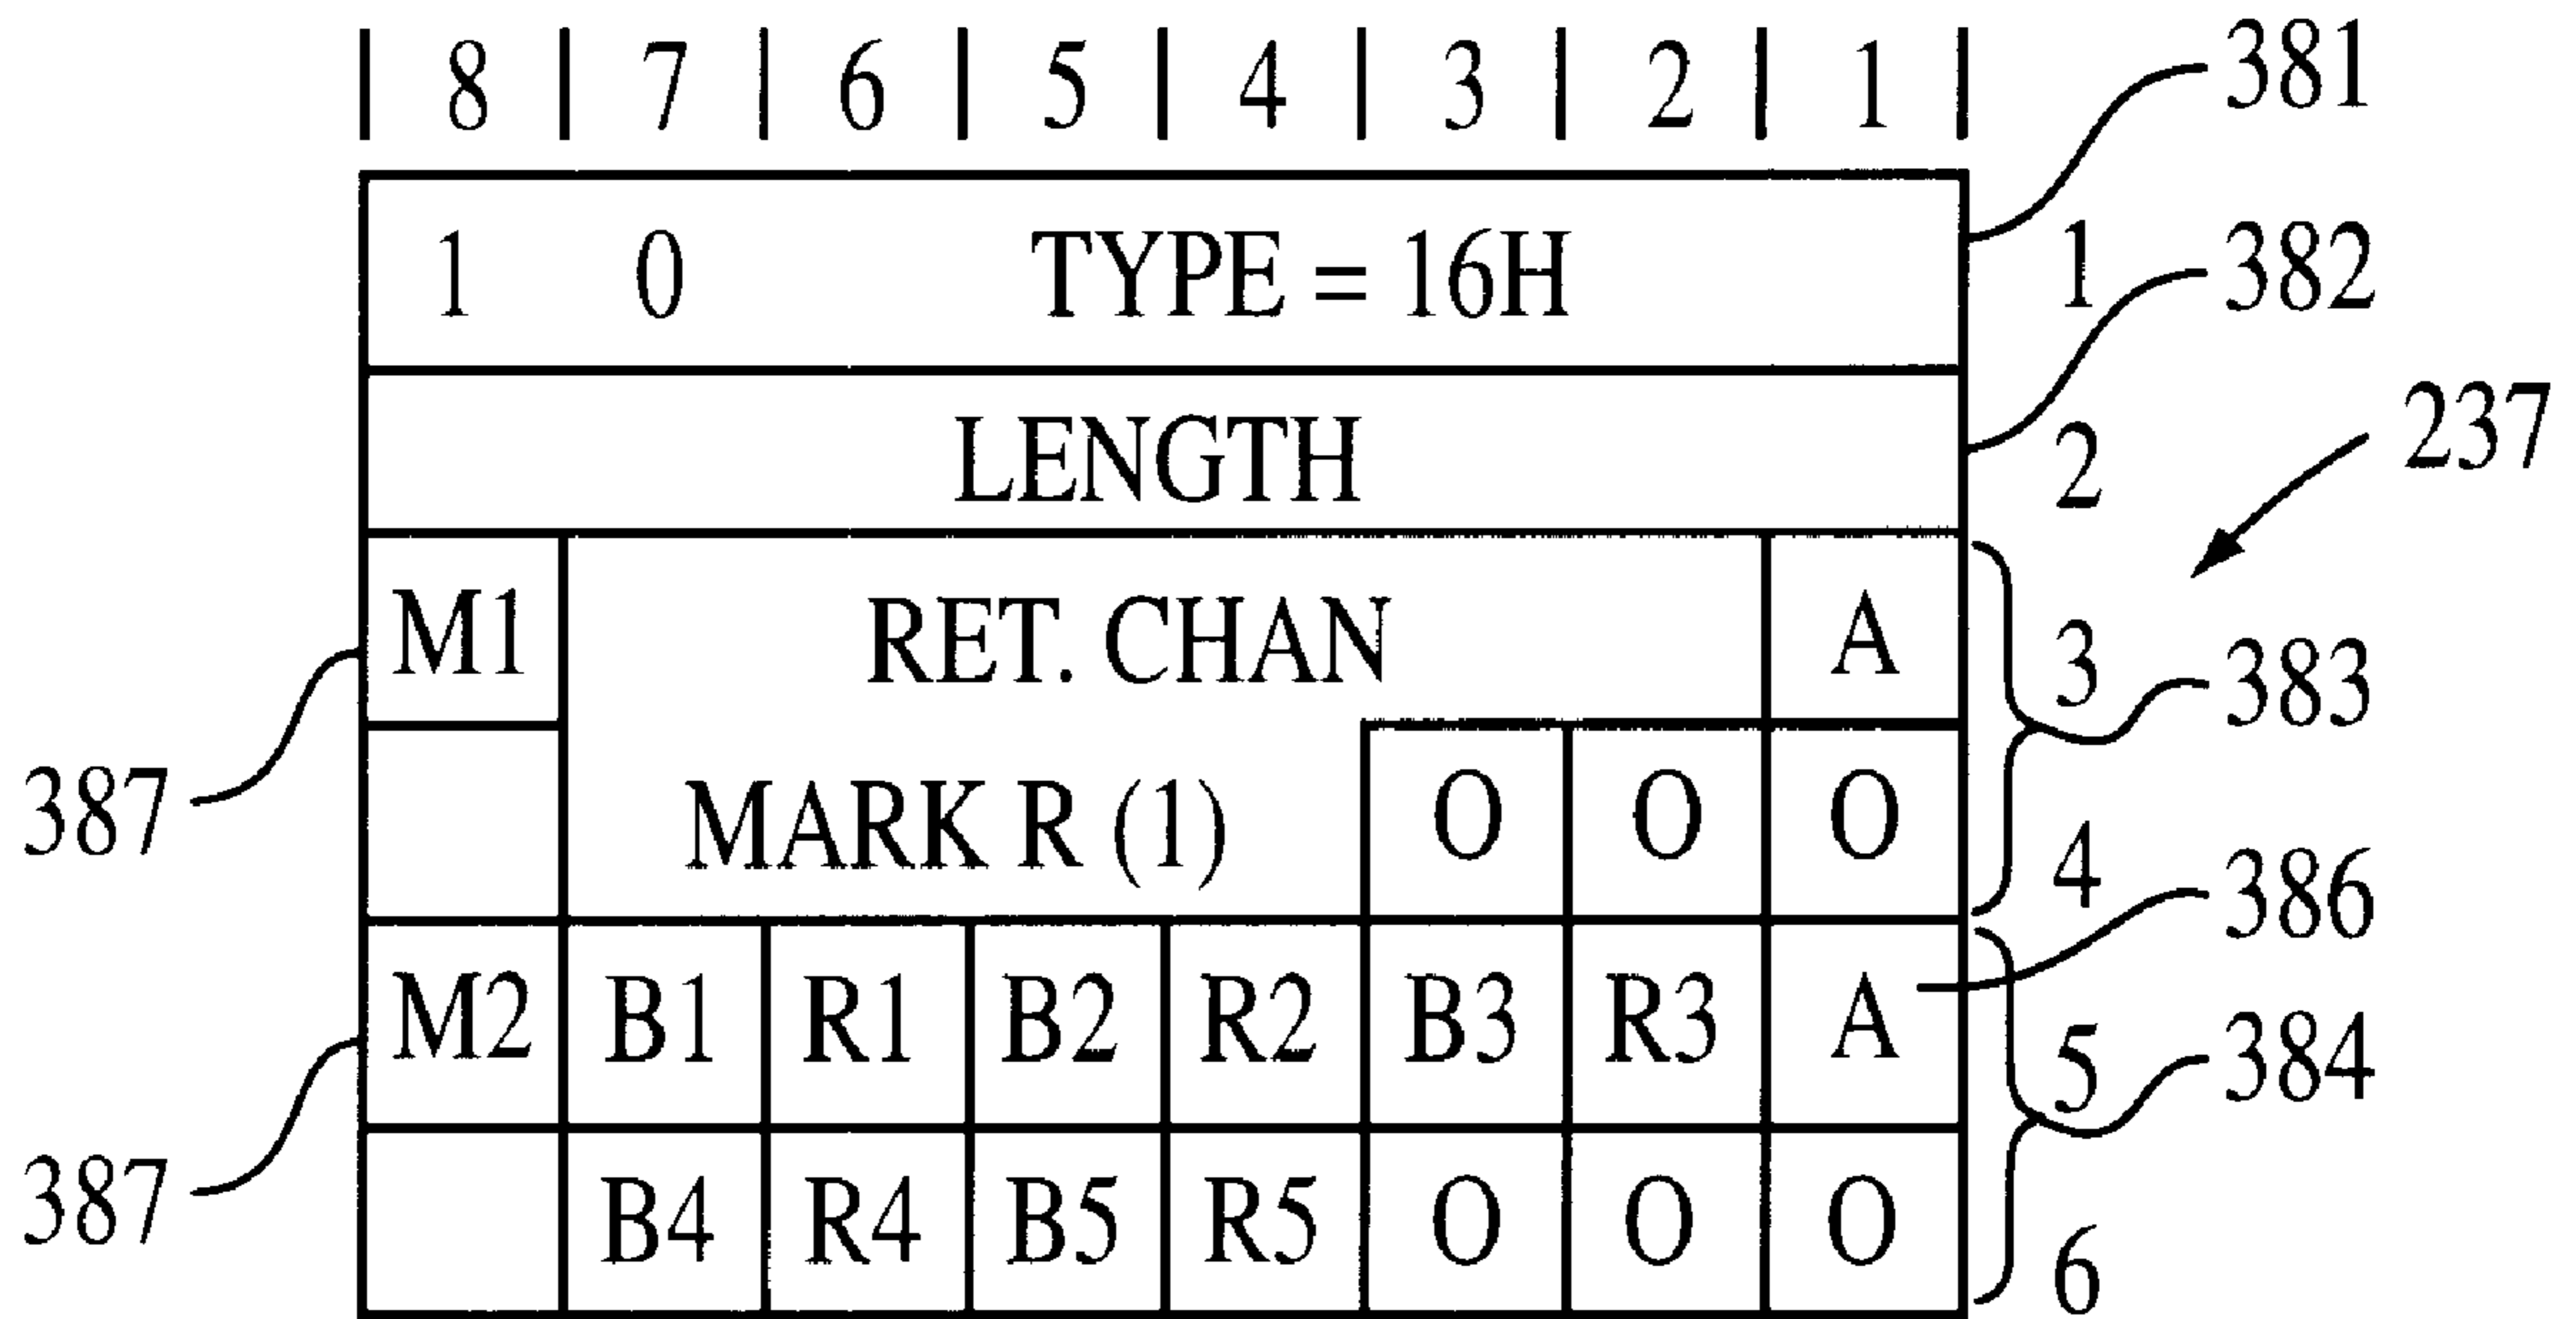 8 7 6 5 4 3 2 1 381
1 0 TYPE = 16H 1 382
LENGTH 2 237
M1 RET. CHAN A 3 383
387 MARK R (1) O O O 4 386
M2 B1 R1 B2 R2 B3 R3 A 5 384
387 B4 R4 B5 R5 O O O 6